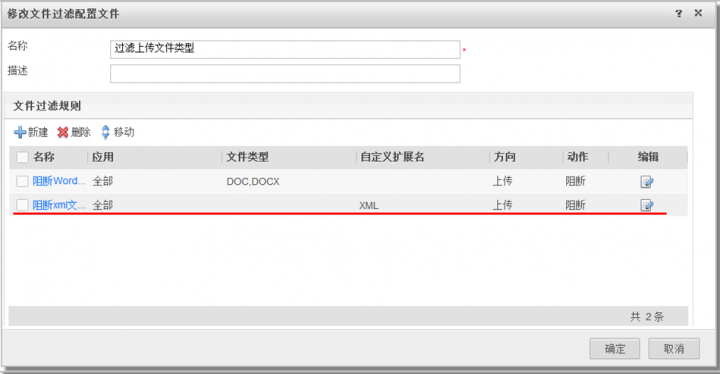 修改文件过滤配置文件
?
名称 过滤上传文件类型 *
描述
文件过滤规则
新建 删除 移动
名称 应用 文件类型 自定义扩展名 方向 动作 编辑
阻断Word... 全部 DOC,DOCX 上传 阻断
阻断xml文... 全部 XML 上传 阻断
共 2 条
确定 取消